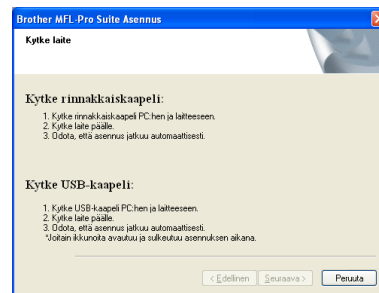 Brother MFL-Pro Suite Asennus
Kytke laite
Kytke rinnakkaiskaapeli:
1. Kytke rinnakkaiskaapeli PC:hen ja laitteeseen.
2. Kytke laite päälle.
3. Odota, että asennus jatkuu automaattisesti.
Kytke USB-kaapeli:
1. Kytke USB-kaapeli PC:hen ja laitteeseen.
2. Kytke laite päälle.
3. Odota, että asennus jatkuu automaattisesti.
*Joitain ikkunoita avautuu ja sulkeutuu asennuksen aikana.
< Edellinen Seuraava > Peruuta